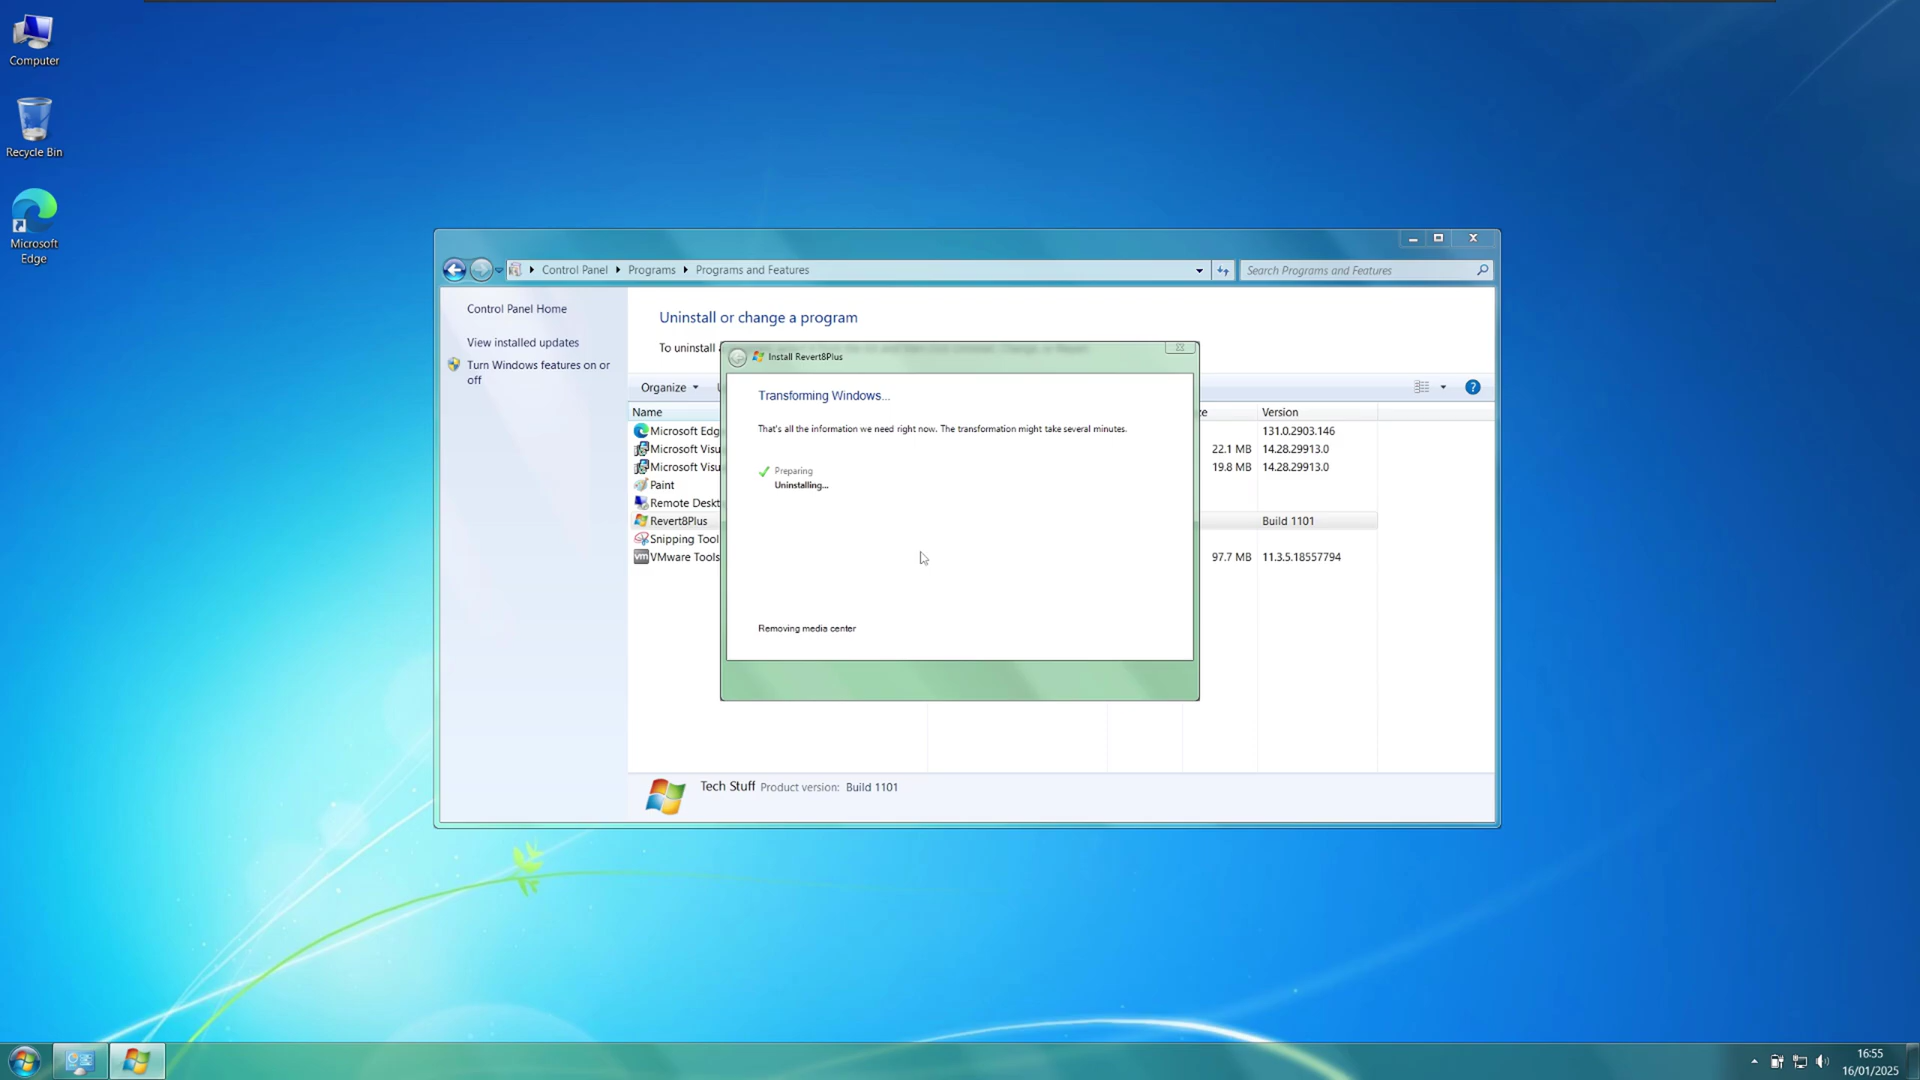 Computer
Recycle Bin
Microsoft
Edge
Control Panel
Programs
Programs and Features
Search Programs and Features
Control Panel Home
View installed updates
Turn Windows features on or
off
Uninstall or change a program
To uninstall
Organize
Name
Version
Microsoft Edg
131.0.2903.146
Microsoft Visu
22.1 MB
14.28.29913.0
Microsoft Visu
19.8 MB
14.28.29913.0
Paint
Remote Deskt
Revert8Plus
Build 1101
Snipping Tool
VMware Tools
97.7 MB
11.3.5.18557794
Install Revert8Plus
Transforming Windows...
That's all the information we need right now. The transformation might take several minutes.
Preparing
Uninstalling...
Removing media center
Tech Stuff Product version: Build 1101
16:55
16/01/2025